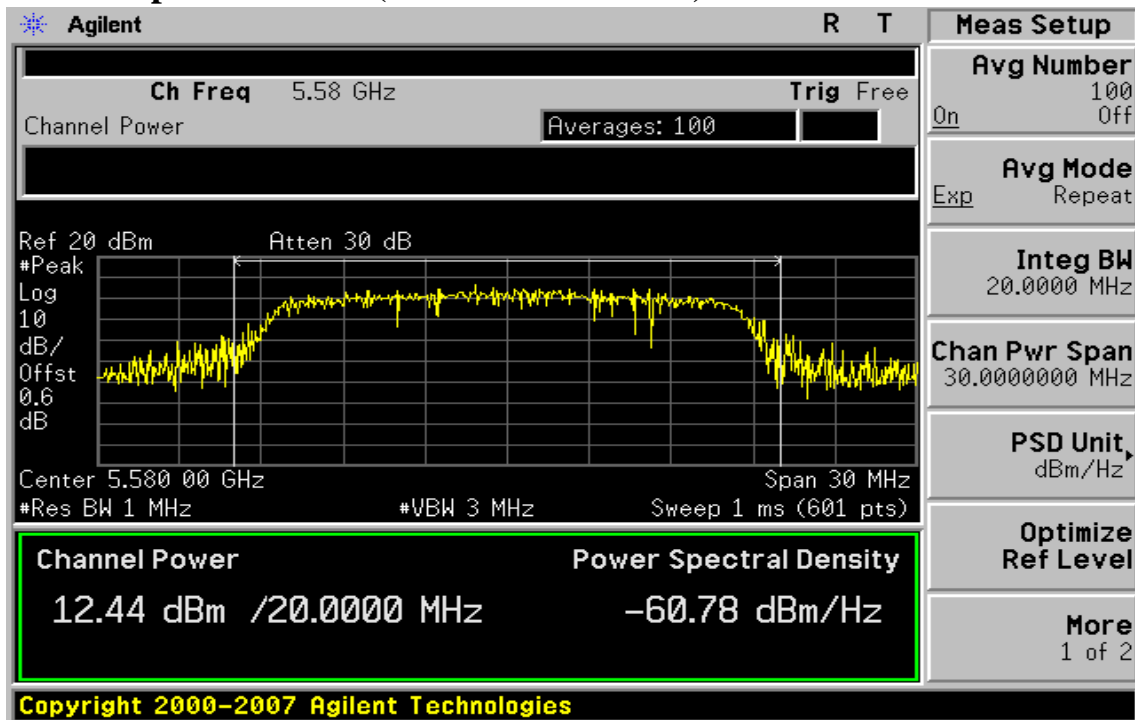 Agilent R T
Ch Freq 5.58 GHz Trig Free
Channel Power Averages: 100
Ref 20 dBm Atten 30 dB
#Peak
Log
10
dB/
Offst
0.6
dB
Center 5.580 00 GHz Span 30 MHz
#Res BW 1 MHz #VBW 3 MHz Sweep 1 ms (601 pts)
Channel Power Power Spectral Density
12.44 dBm /20.0000 MHz -60.78 dBm/Hz
Copyright 2000-2007 Agilent Technologies
Meas Setup
Avg Number
100
On Off
Avg Mode
Exp Repeat
Integ BW
20.0000 MHz
Chan Pwr Span
30.0000000 MHz
PSD Unit
dBm/Hz
Optimize
Ref Level
More
1 of 2